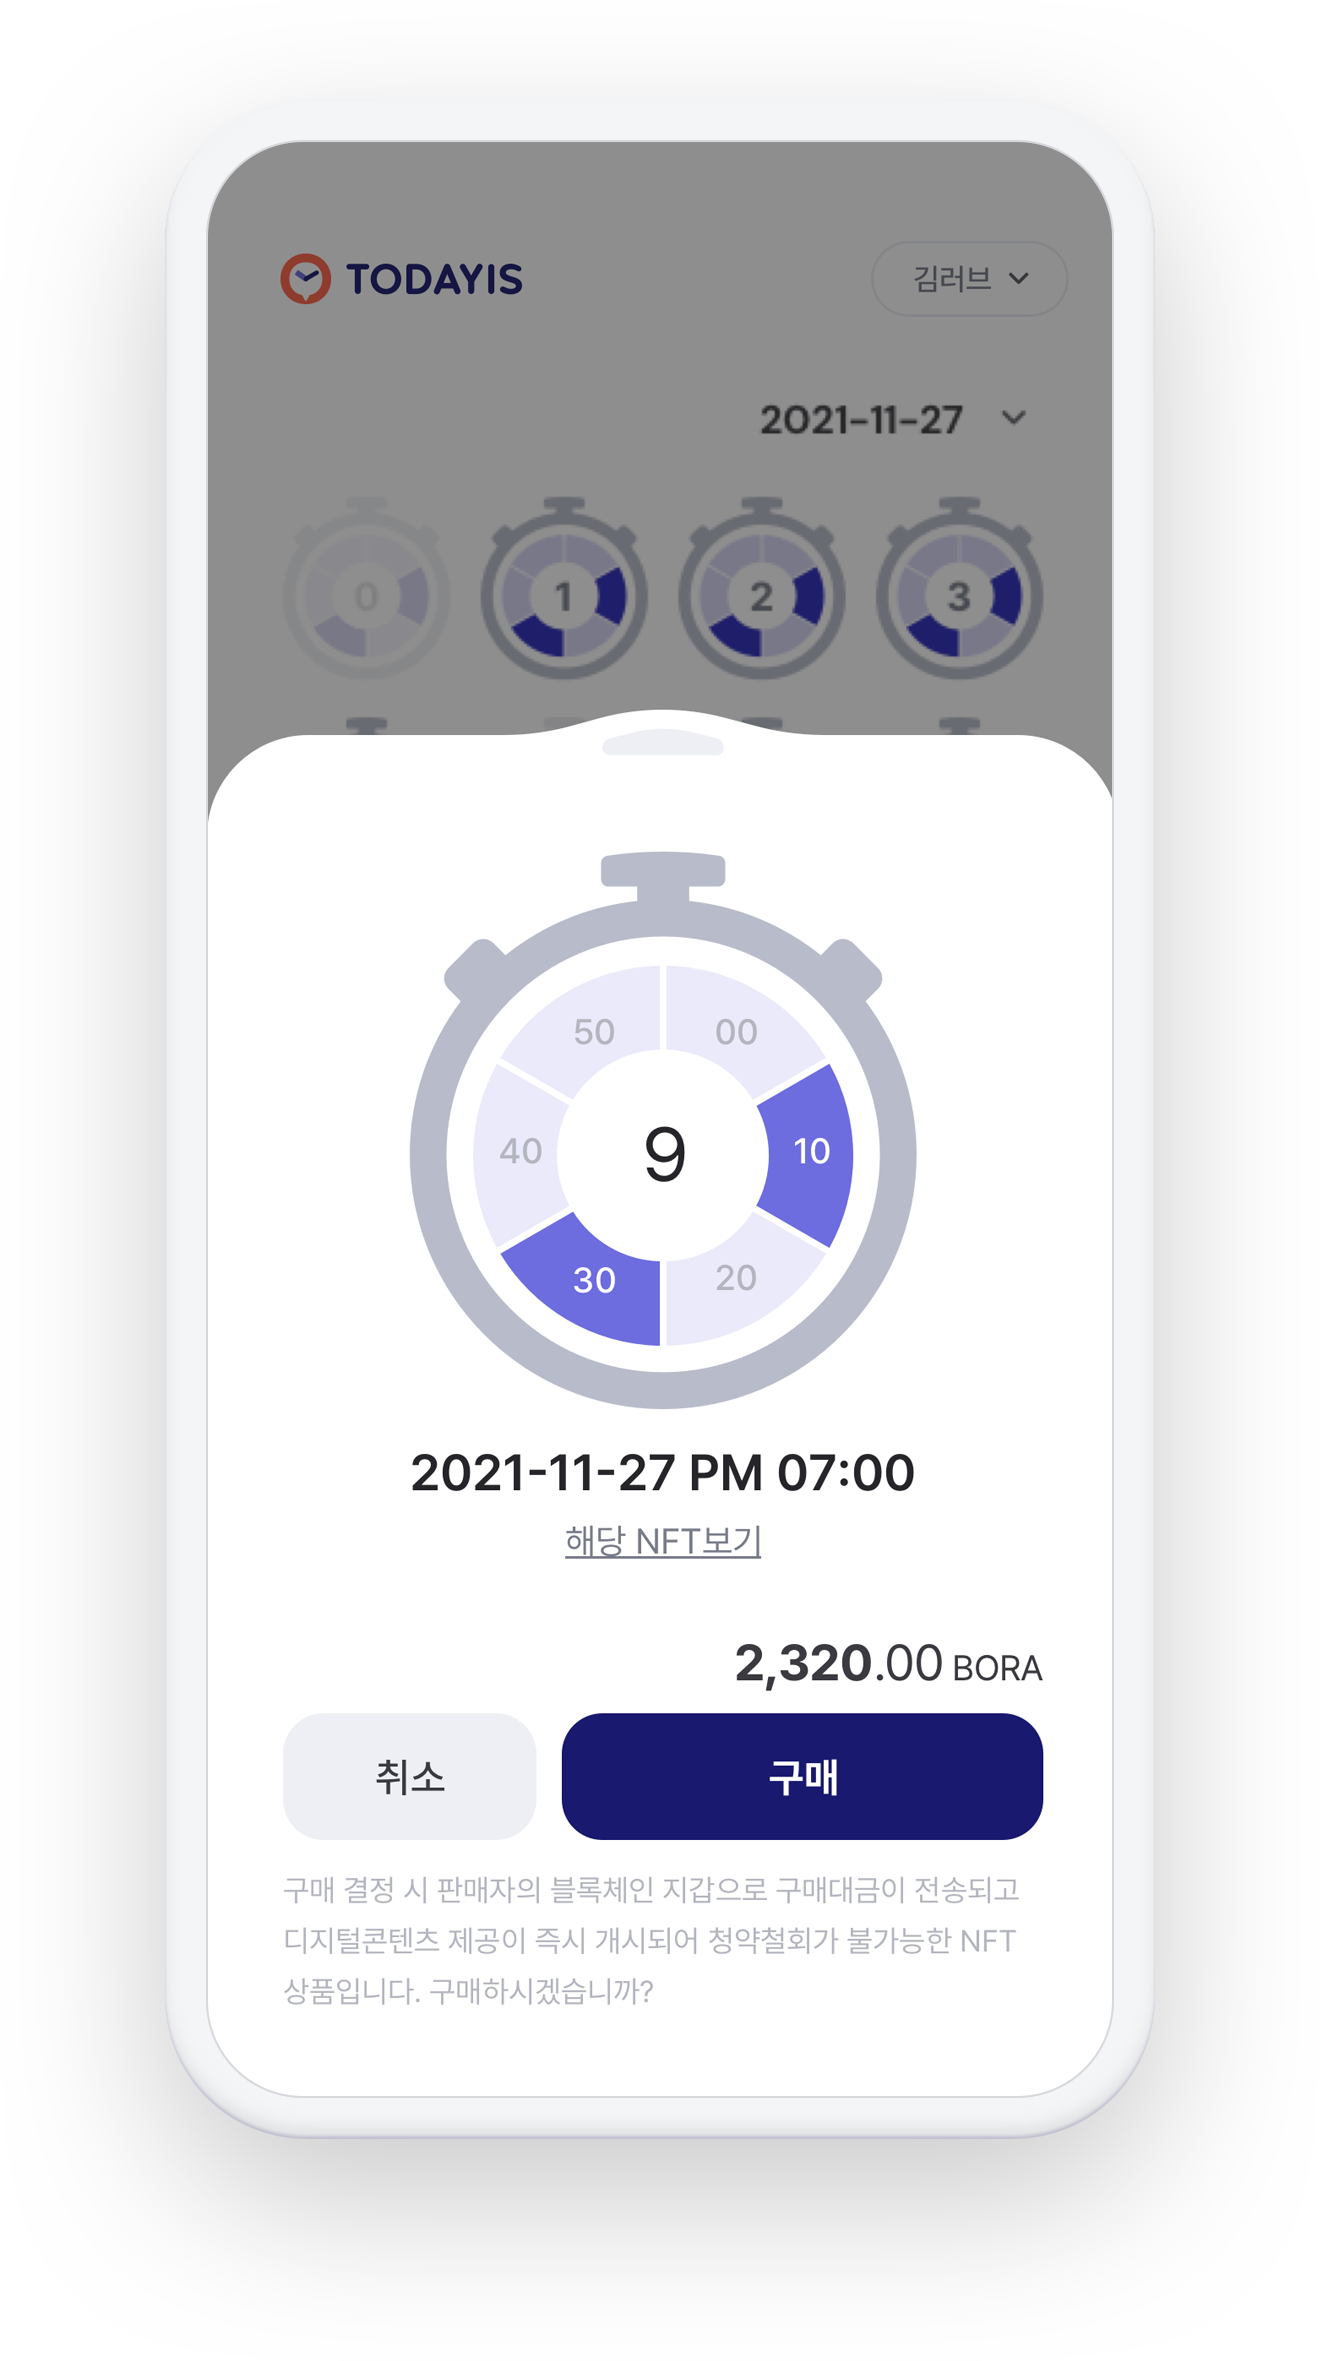 TODAYIS
김러브
2021-11-27
0 1 2 3
50 00
40 9 10
30 20
2021-11-27 PM 07:00
해당 NFT보기
2,320.00 BORA
취소 구매
구매 결정 시 판매자의 블록체인 지갑으로 구매대금이 전송되고
디지털콘텐츠 제공이 즉시 개시되어 청약철회가 불가능한 NFT
상품입니다. 구매하시겠습니까?